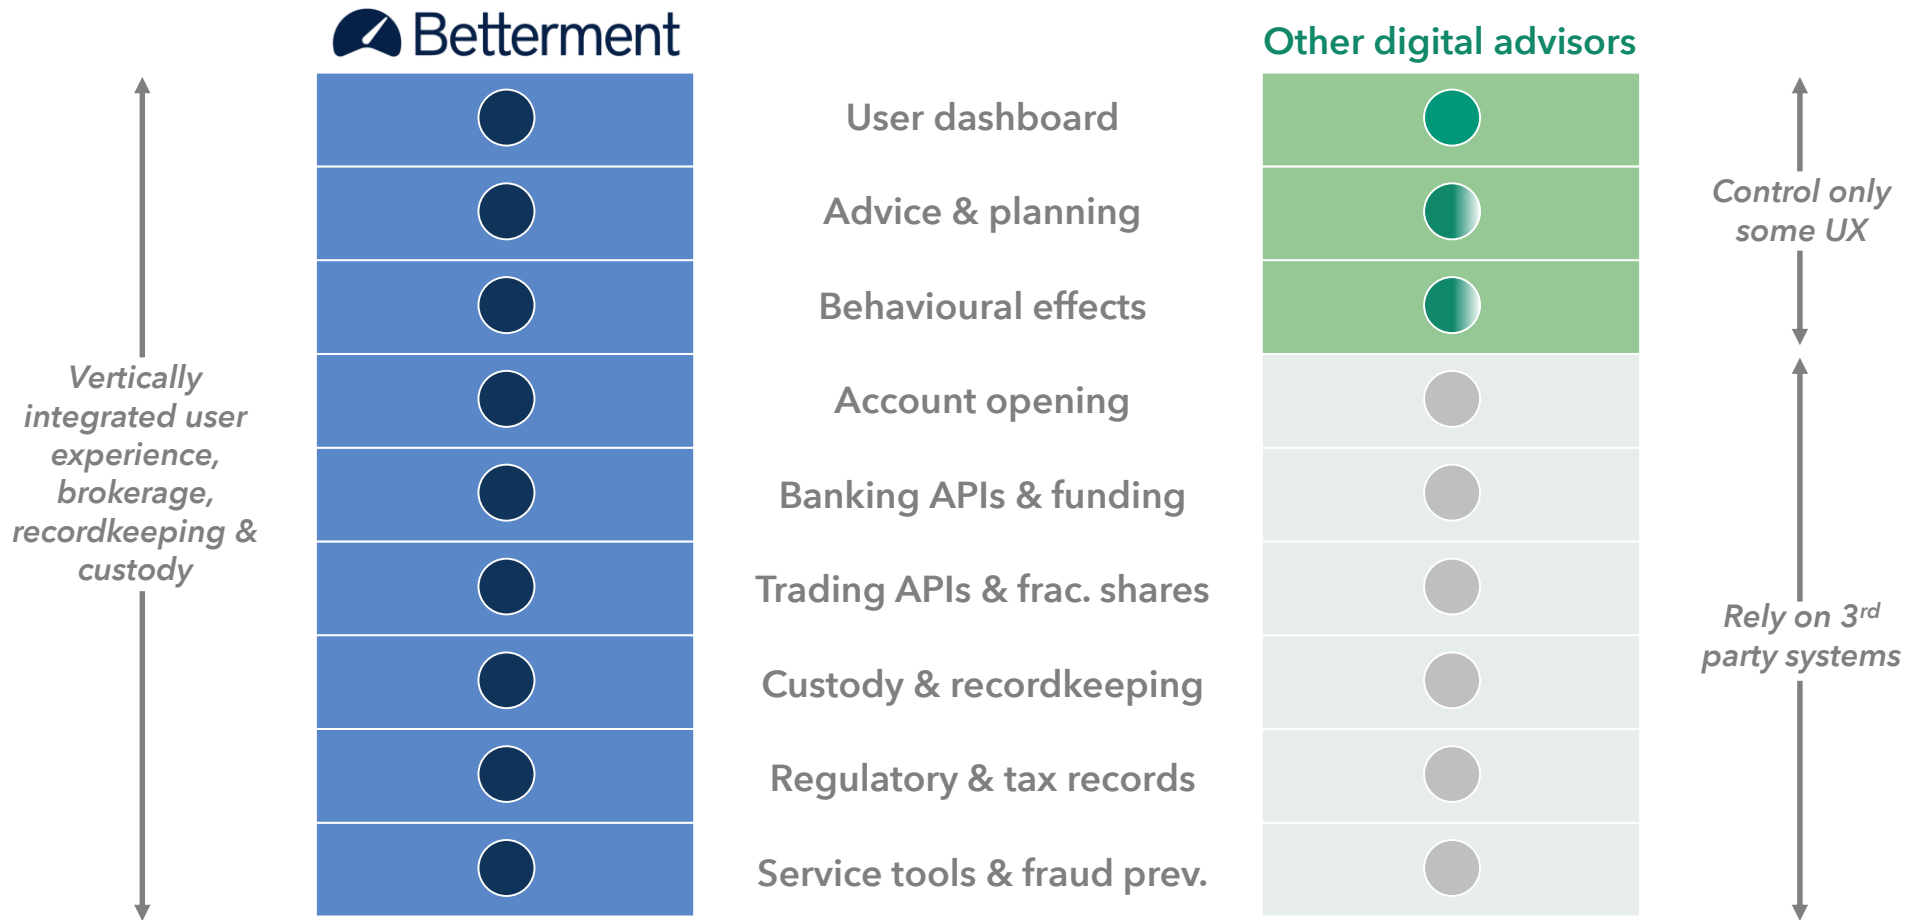 Betterment
Other digital advisors
User dashboard
Advice & planning
Behavioural effects
Account opening
Banking APIs & funding
Trading APIs & frac. shares
Custody & recordkeeping
Regulatory & tax records
Service tools & fraud prev.
Vertically
integrated user
experience,
brokerage,
recordkeeping &
custody
Control only
some UX
Rely on 3rd
party systems